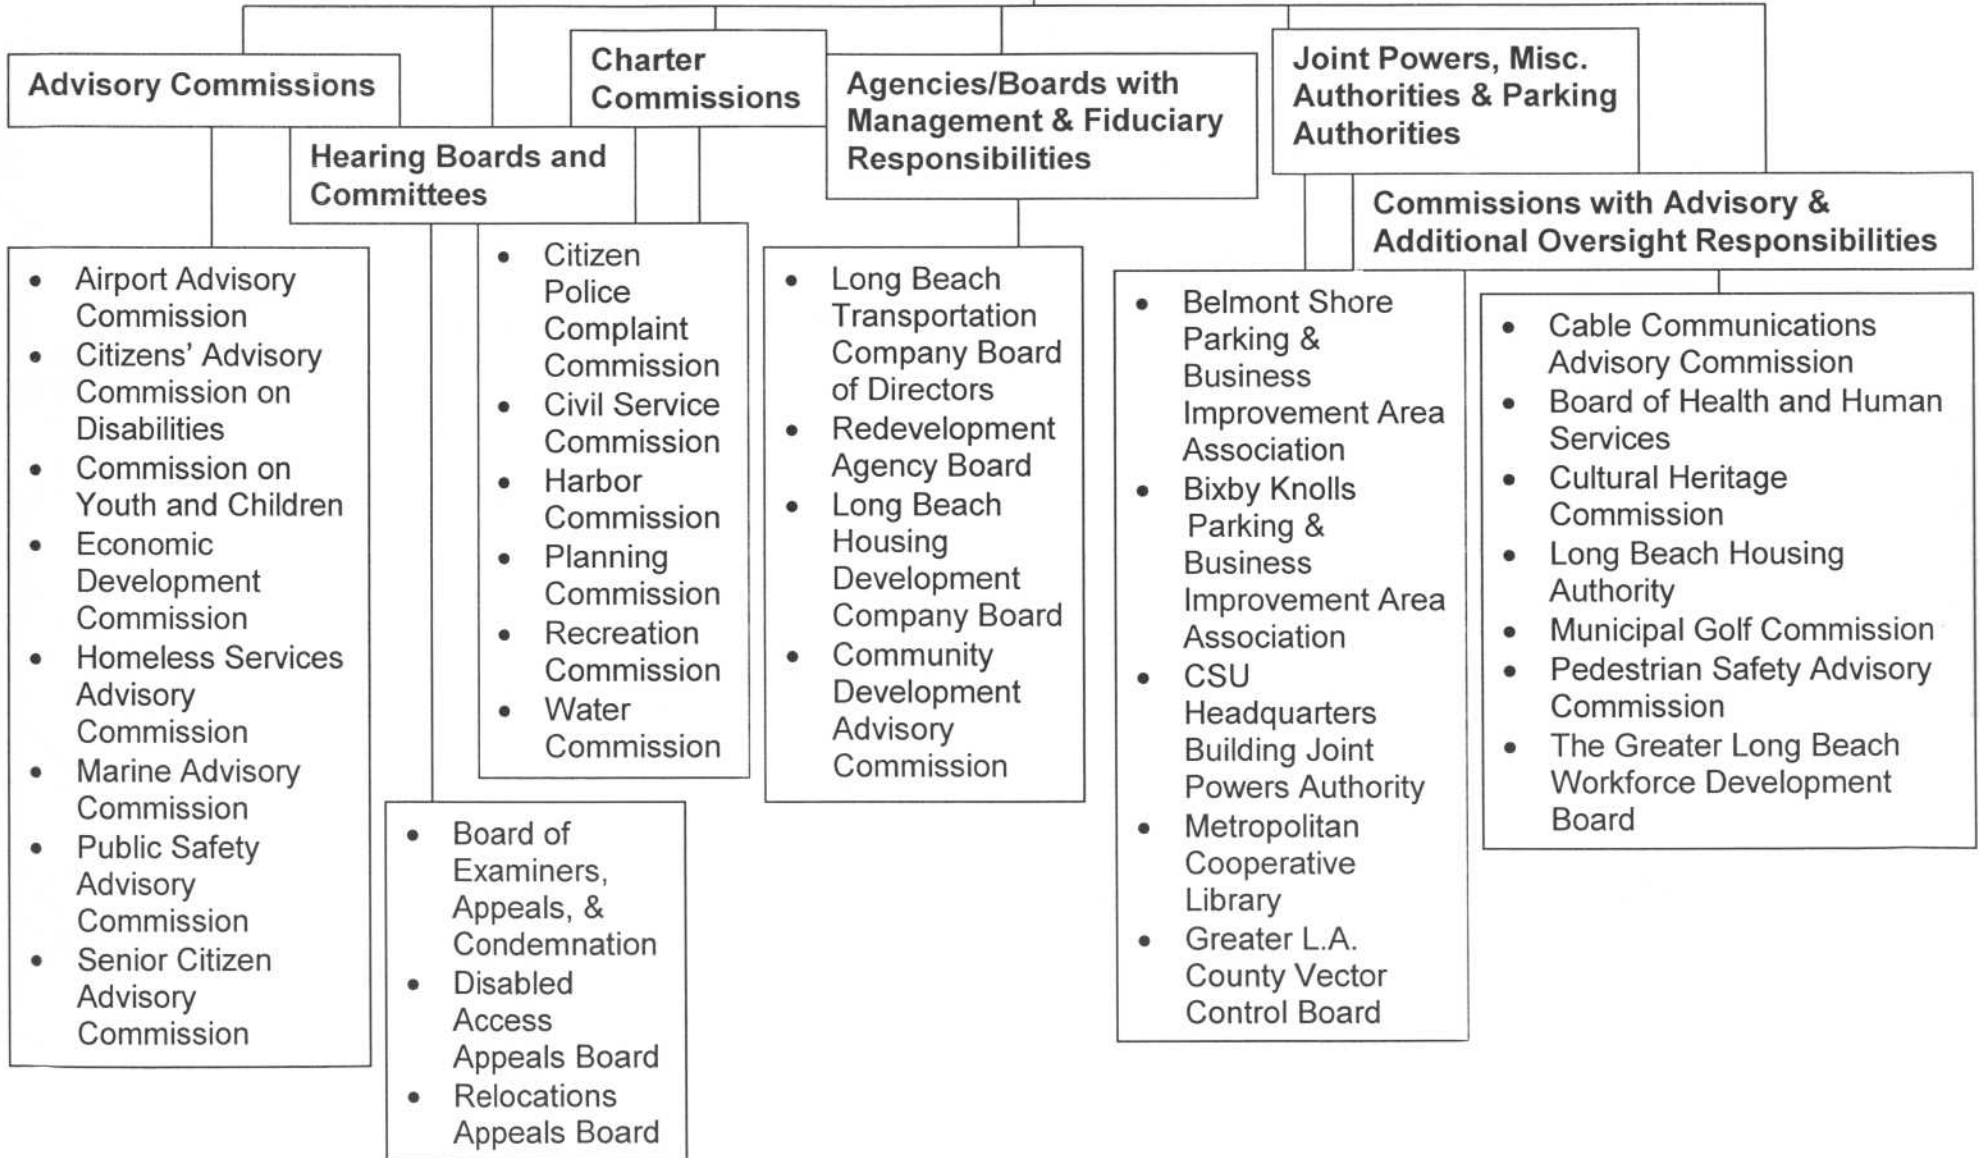 Advisory Commissions
• Airport Advisory
Commission
• Citizens' Advisory
Commission on
Disabilities
• Commission on
Youth and Children
• Economic
Development
Commission
• Homeless Services
Advisory
Commission
• Marine Advisory
Commission
• Public Safety
Advisory
Commission
• Senior Citizen
Advisory
Commission
Hearing Boards and
Committees
• Board of
Examiners,
Appeals, &
Condemnation
• Disabled
Access
Appeals Board
• Relocations
Appeals Board
Charter
Commissions
• Citizen
Police
Complaint
Commission
• Civil Service
Commission
• Harbor
Commission
• Planning
Commission
• Recreation
Commission
• Water
Commission
Agencies/Boards with
Management & Fiduciary
Responsibilities
• Long Beach
Transportation
Company Board
of Directors
• Redevelopment
Agency Board
• Long Beach
Housing
Development
Company Board
• Community
Development
Advisory
Commission
Joint Powers, Misc.
Authorities & Parking
Authorities
• Belmont Shore
Parking &
Business
Improvement Area
Association
• Bixby Knolls
Parking &
Business
Improvement Area
Association
• CSU
Headquarters
Building Joint
Powers Authority
• Metropolitan
Cooperative
Library
• Greater L.A.
County Vector
Control Board
Commissions with Advisory &
Additional Oversight Responsibilities
• Cable Communications
Advisory Commission
• Board of Health and Human
Services
• Cultural Heritage
Commission
• Long Beach Housing
Authority
• Municipal Golf Commission
• Pedestrian Safety Advisory
Commission
• The Greater Long Beach
Workforce Development
Board